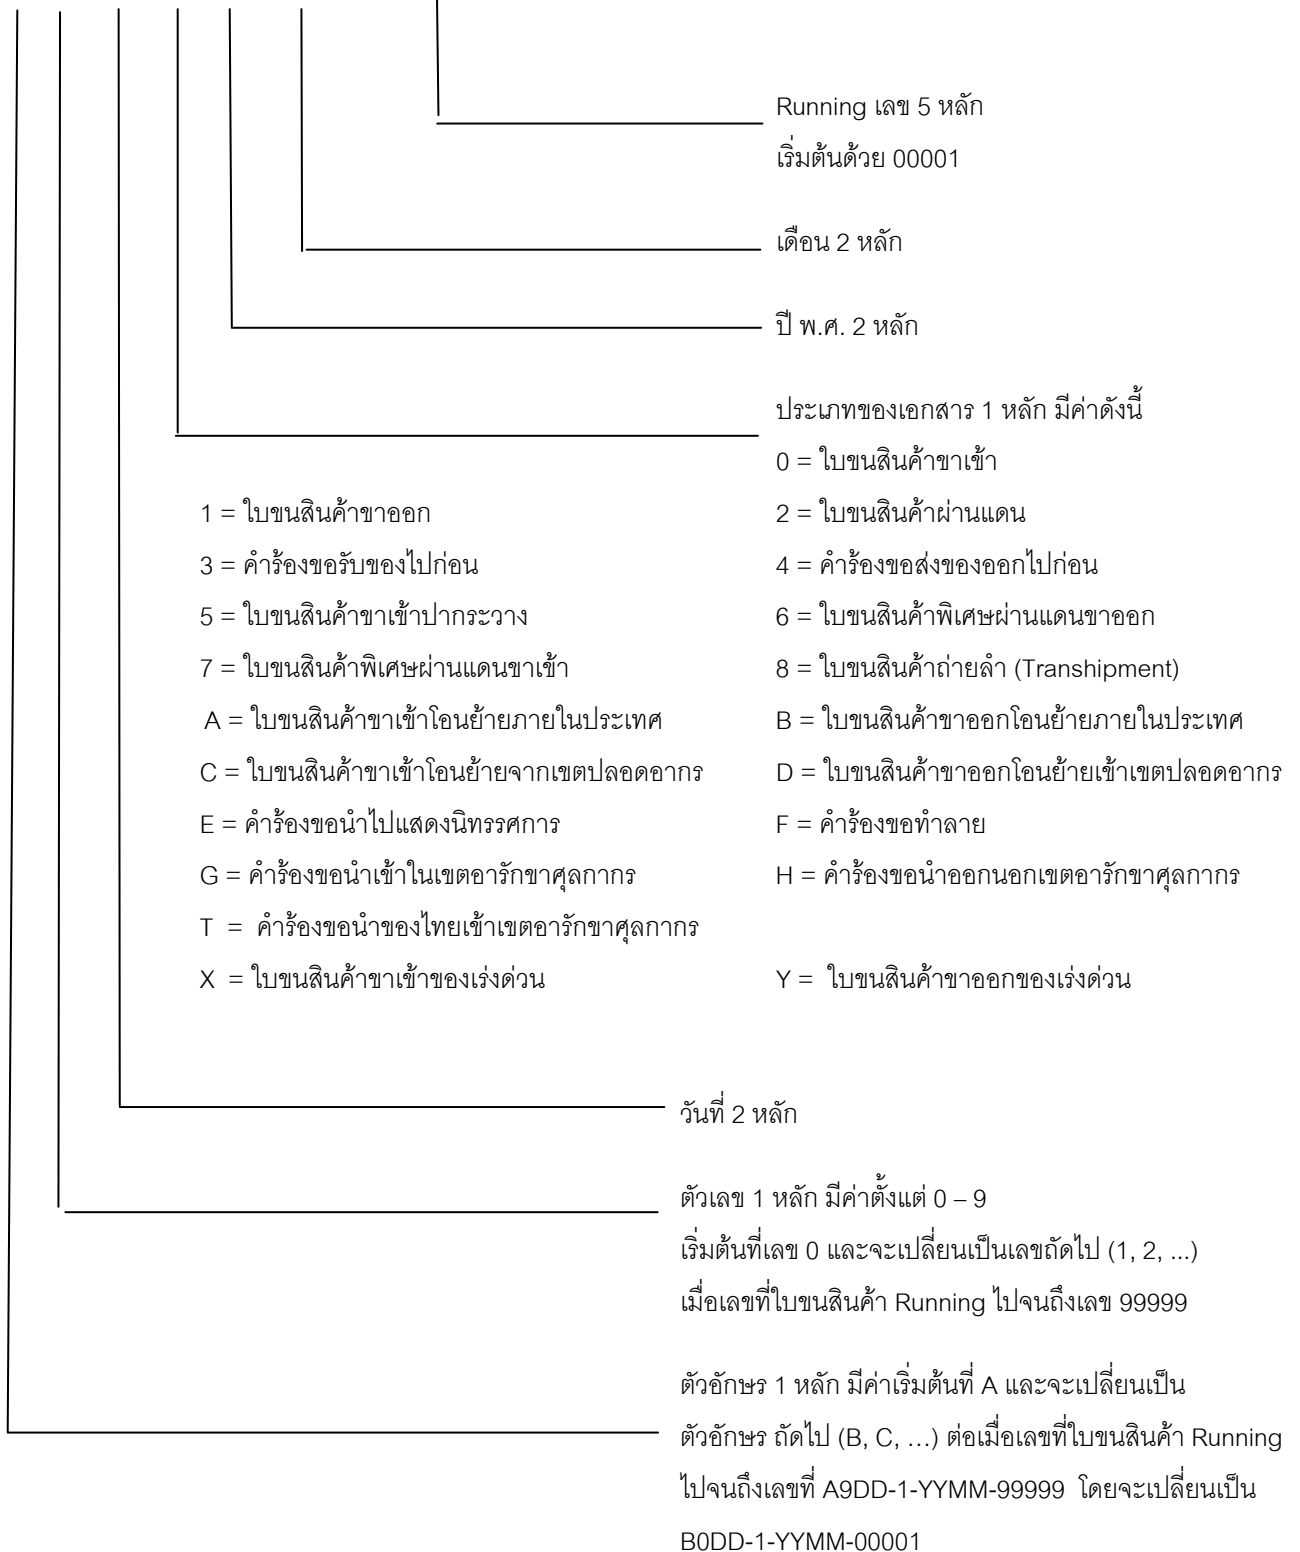 Running เลข 5 หลัก
เริ่มต้นด้วย 00001
เดือน 2 หลัก
ปี พ.ศ. 2 หลัก
ประเภทของเอกสาร 1 หลัก มีค่าดังนี้
0 = ใบขนสินค้าขาเข้า
1 = ใบขนสินค้าขาออก 2 = ใบขนสินค้าผ่านแดน
3 = คำร้องขอรับของไปก่อน 4 = คำร้องขอส่งของออกไปก่อน
5 = ใบขนสินค้าขาเข้าปากระวาง 6 = ใบขนสินค้าพิเศษผ่านแดนขาออก
7 = ใบขนสินค้าพิเศษผ่านแดนขาเข้า 8 = ใบขนสินค้าถ่ายลำ (Transhipment)
A = ใบขนสินค้าขาเข้าโอนย้ายภายในประเทศ B = ใบขนสินค้าขาออกโอนย้ายภายในประเทศ
C = ใบขนสินค้าขาเข้าโอนย้ายจากเขตปลอดอากร D = ใบขนสินค้าขาออกโอนย้ายเข้าเขตปลอดอากร
E = คำร้องขอนำไปแสดงนิทรรศการ F = คำร้องขอทำลาย
G = คำร้องขอนำเข้าในเขตอารักขาศุลกากร H = คำร้องขอนำออกนอกเขตอารักขาศุลกากร
T = คำร้องขอนำของไทยเข้าเขตอารักขาศุลกากร
X = ใบขนสินค้าขาเข้าของเร่งด่วน Y = ใบขนสินค้าขาออกของเร่งด่วน
วันที่ 2 หลัก
ตัวเลข 1 หลัก มีค่าตั้งแต่ 0 – 9
เริ่มต้นที่เลข 0 และจะเปลี่ยนเป็นเลขถัดไป (1, 2, ...)
เมื่อเลขที่ใบขนสินค้า Running ไปจนถึงเลข 99999
ตัวอักษร 1 หลัก มีค่าเริ่มต้นที่ A และจะเปลี่ยนเป็น
ตัวอักษร ถัดไป (B, C, ...) ต่อเมื่อเลขที่ใบขนสินค้า Running
ไปจนถึงเลขที่ A9DD-1-YYMM-99999 โดยจะเปลี่ยนเป็น
B0DD-1-YYMM-00001